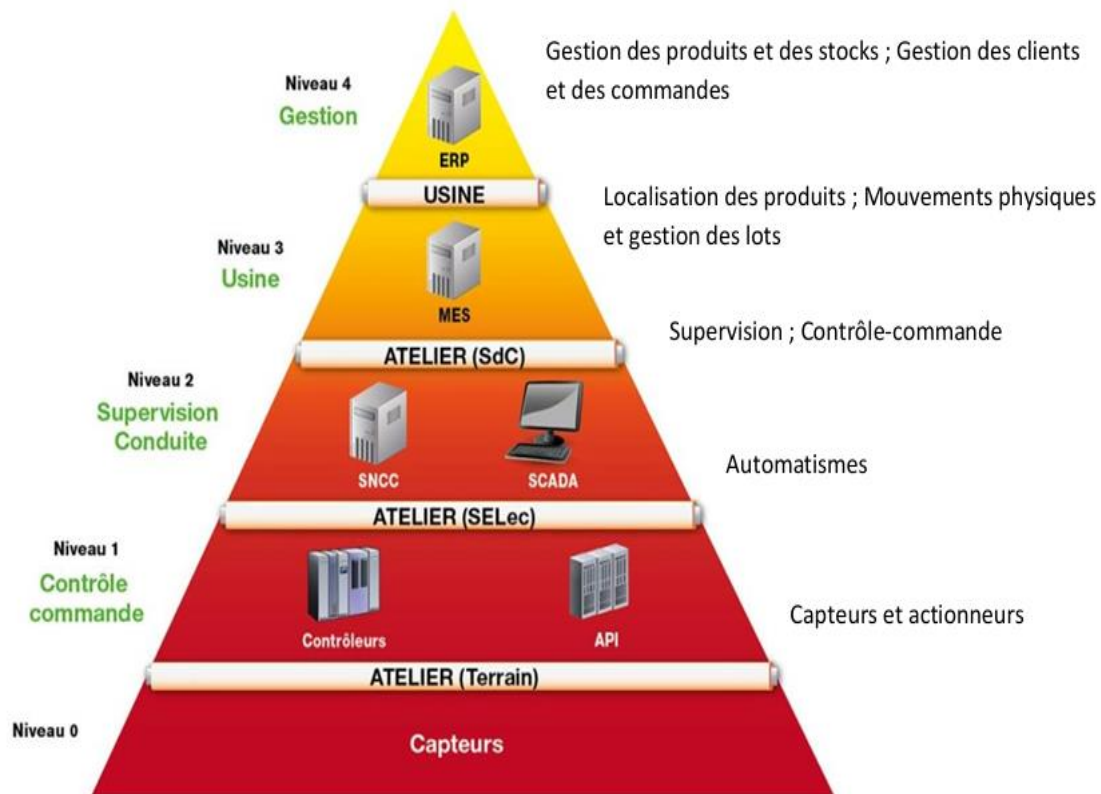 Gestion des produits et des stocks ; Gestion des clients
et des commandes
Niveau 4
Gestion
ERP
USINE
Localisation des produits ; Mouvements physiques
et gestion des lots
Niveau 3
Usine
MES
Supervision ; Contrôle-commande
ATELIER (SdC)
Niveau 2
Supervision
Conduite
SNCC
SCADA
Automatismes
ATELIER (SELec)
Niveau 1
Contrôle
commande
Contrôleurs
API
Capteurs et actionneurs
ATELIER (Terrain)
Niveau 0
Capteurs